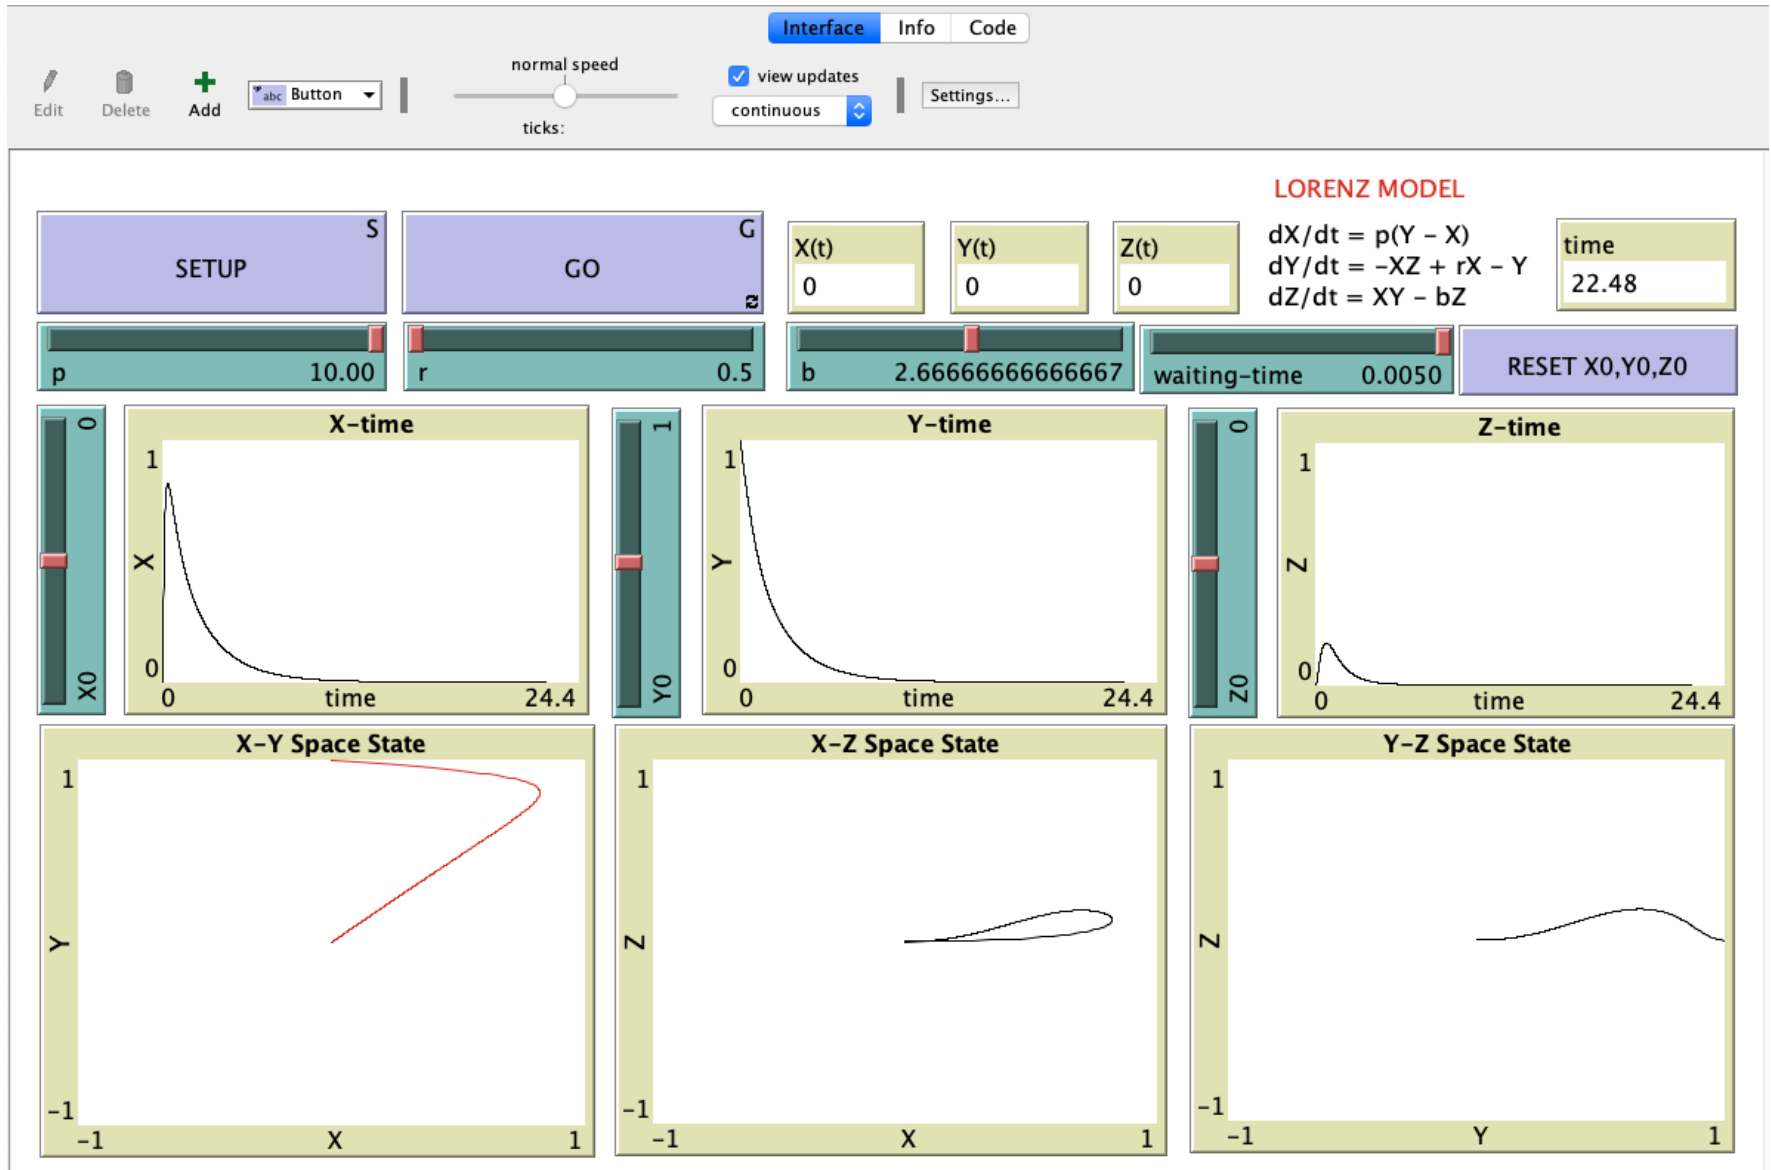 Interface Info Code
normal speed
view updates
Edit Delete Add abc Button
continuous
Settings...
ticks:
LORENZ MODEL
SETUP S
GO G
X(t)
0
Y(t)
0
Z(t)
0
dX/dt = p(Y – X)
dY/dt = –XZ + rX – Y
dZ/dt = XY – bZ
time
22.48
p 10.00
r 0.5
b 2.66666666666667
waiting-time 0.0050
RESET X0,Y0,Z0
X0 0
X-time
1
X
0
0 time 24.4
Y0 1
Y-time
1
Y
0
0 time 24.4
Z0 0
Z-time
1
Z
0
0 time 24.4
X-Y Space State
1
Y
-1
-1 X 1
X-Z Space State
1
Z
-1
-1 X 1
Y-Z Space State
1
Z
-1
-1 Y 1